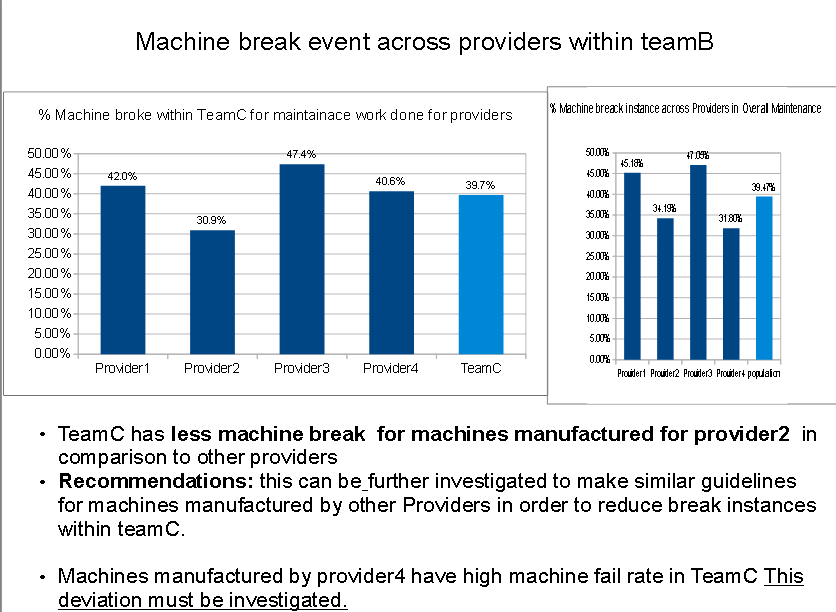 Machine break event across providers within teamB
% Machine broke within TeamC for maintainace work done for providers
50.00%
45.00%
40.00%
35.00%
30.00%
25.00%
20.00%
15.00%
10.00%
5.00%
0.00%
42.0%
30.9%
47.4%
40.6%
39.7%
Provider1
Provider2
Provider3
Provider4
TeamC
% Machine breack instance across Providers in Overall Maintenance
50.00%
45.00%
40.00%
35.00%
30.00%
25.00%
20.00%
15.00%
10.00%
5.00%
0.00%
45.18%
34.19%
47.05%
31.80%
39.47%
Provider1
Provider2
Provider3
Provider4
population
• TeamC has less machine break for machines manufactured for provider2 in
comparison to other providers
• Recommendations: this can be further investigated to make similar guidelines
for machines manufactured by other Providers in order to reduce break instances
within teamC.
• Machines manufactured by provider4 have high machine fail rate in TeamC This
deviation must be investigated.